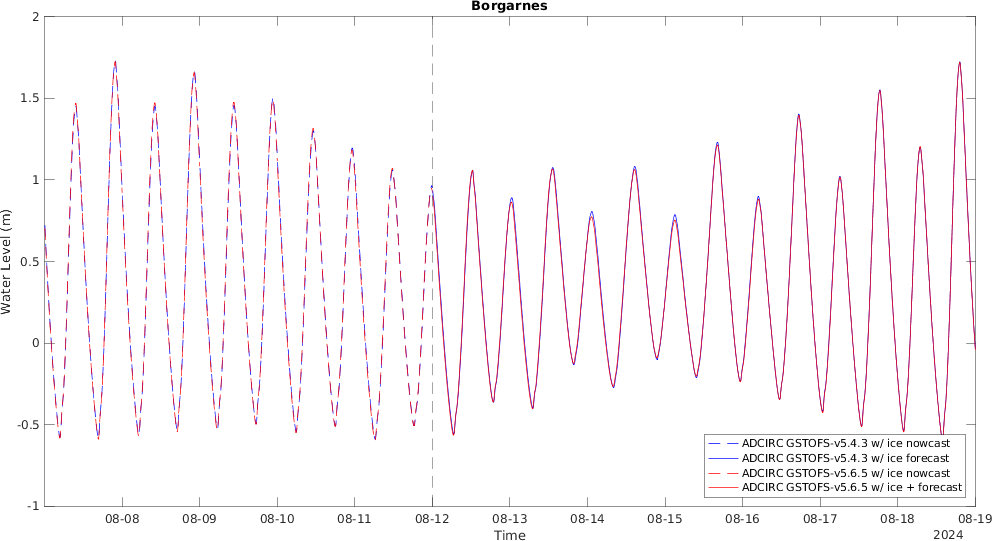 Borgarnes
2
1.5
1
0.5
0
-0.5
-1
Water Level (m)
08-08
08-09
08-10
08-11
08-12
08-13
08-14
08-15
08-16
08-17
08-18
08-19
Time
2024
ADCIRC GSTOFS-v5.4.3 w/ ice nowcast
ADCIRC GSTOFS-v5.4.3 w/ ice forecast
ADCIRC GSTOFS-v5.6.5 w/ ice nowcast
ADCIRC GSTOFS-v5.6.5 w/ ice + forecast